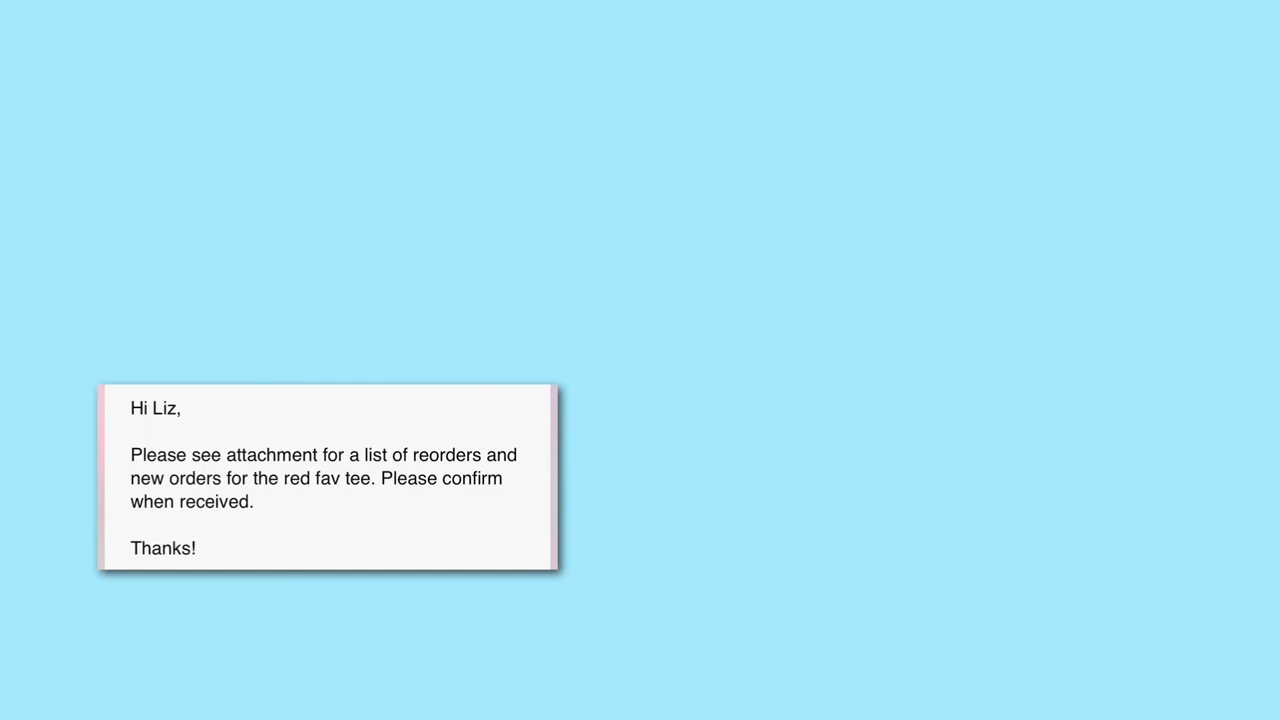 Hi Liz,
Please see attachment for a list of reorders and
new orders for the red fav tee. Please confirm
when received.
Thanks!